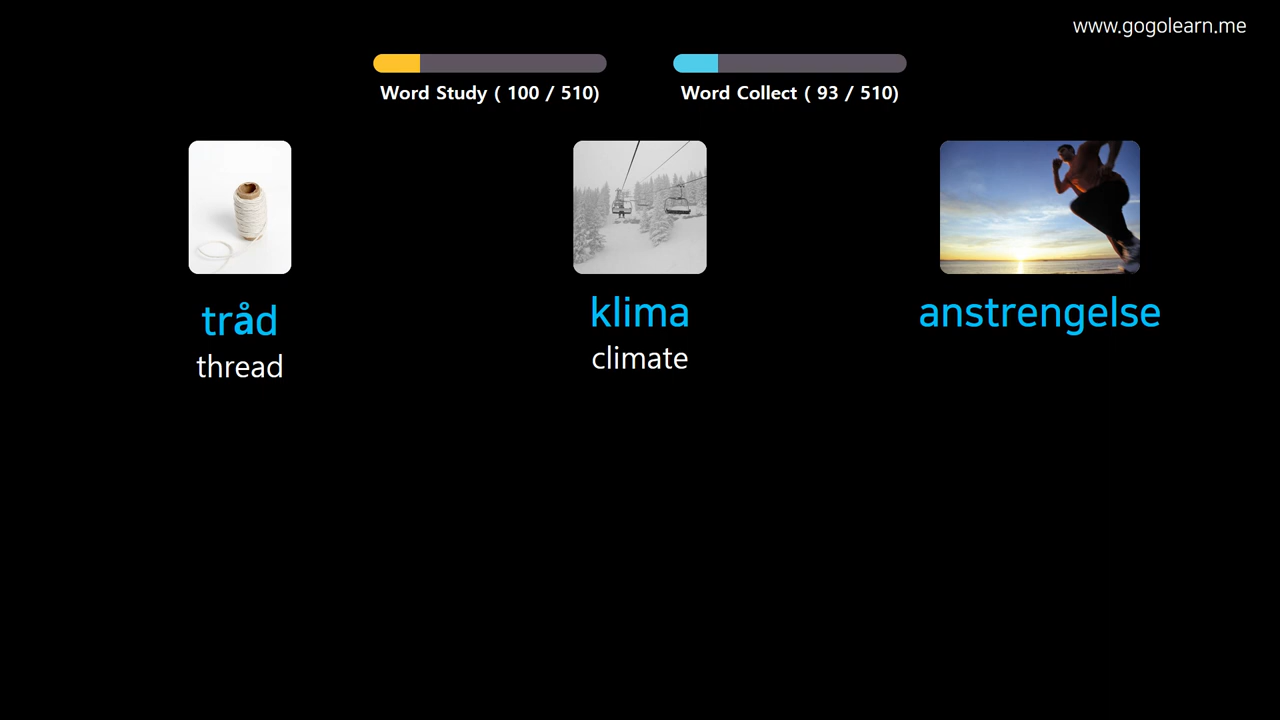 www.gogolearn.me
Word Study ( 100 / 510)
Word Collect ( 93 / 510)
tråd
thread
klima
climate
anstrengelse